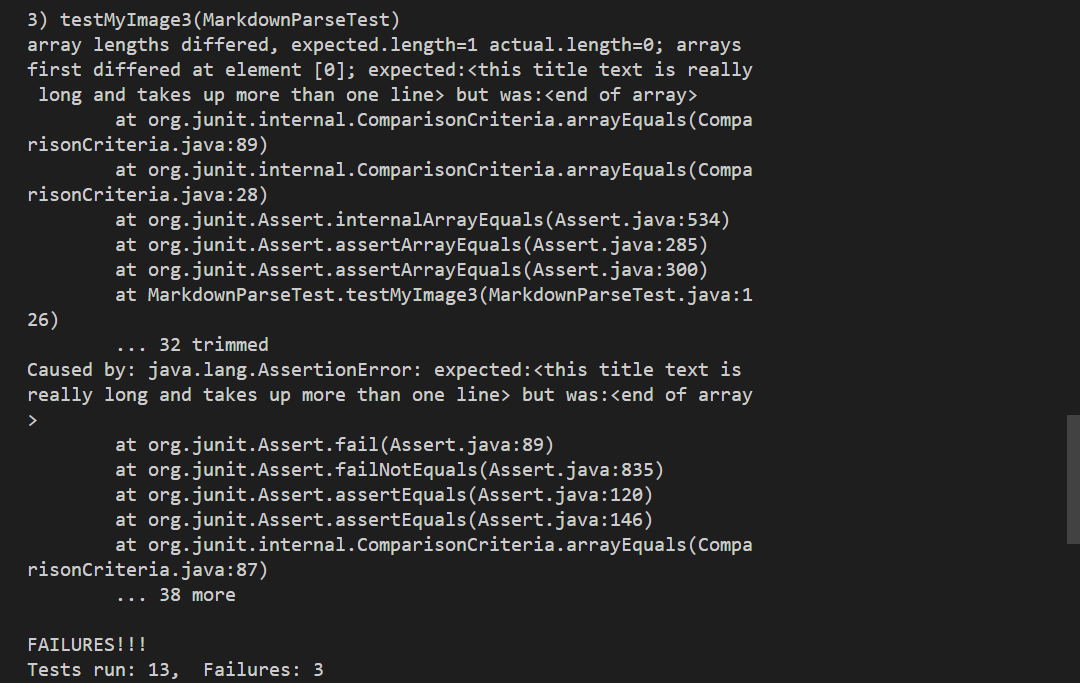 3) testMyImage3(MarkdownParseTest)
array lengths differed, expected.length=1 actual.length=0; arrays
first differed at element [0]; expected:<this title text is really
 long and takes up more than one line> but was:<end of array>
        at org.junit.internal.ComparisonCriteria.arrayEquals(Compa
risonCriteria.java:89)
        at org.junit.internal.ComparisonCriteria.arrayEquals(Compa
risonCriteria.java:28)
        at org.junit.Assert.internalArrayEquals(Assert.java:534)
        at org.junit.Assert.assertArrayEquals(Assert.java:285)
        at org.junit.Assert.assertArrayEquals(Assert.java:300)
        at MarkdownParseTest.testMyImage3(MarkdownParseTest.java:1
26)
        ... 32 trimmed
Caused by: java.lang.AssertionError: expected:<this title text is
really long and takes up more than one line> but was:<end of array
>
        at org.junit.Assert.fail(Assert.java:89)
        at org.junit.Assert.failNotEquals(Assert.java:835)
        at org.junit.Assert.assertEquals(Assert.java:120)
        at org.junit.Assert.assertEquals(Assert.java:146)
        at org.junit.internal.ComparisonCriteria.arrayEquals(Compa
risonCriteria.java:87)
        ... 38 more

FAILURES!!!
Tests run: 13,  Failures: 3